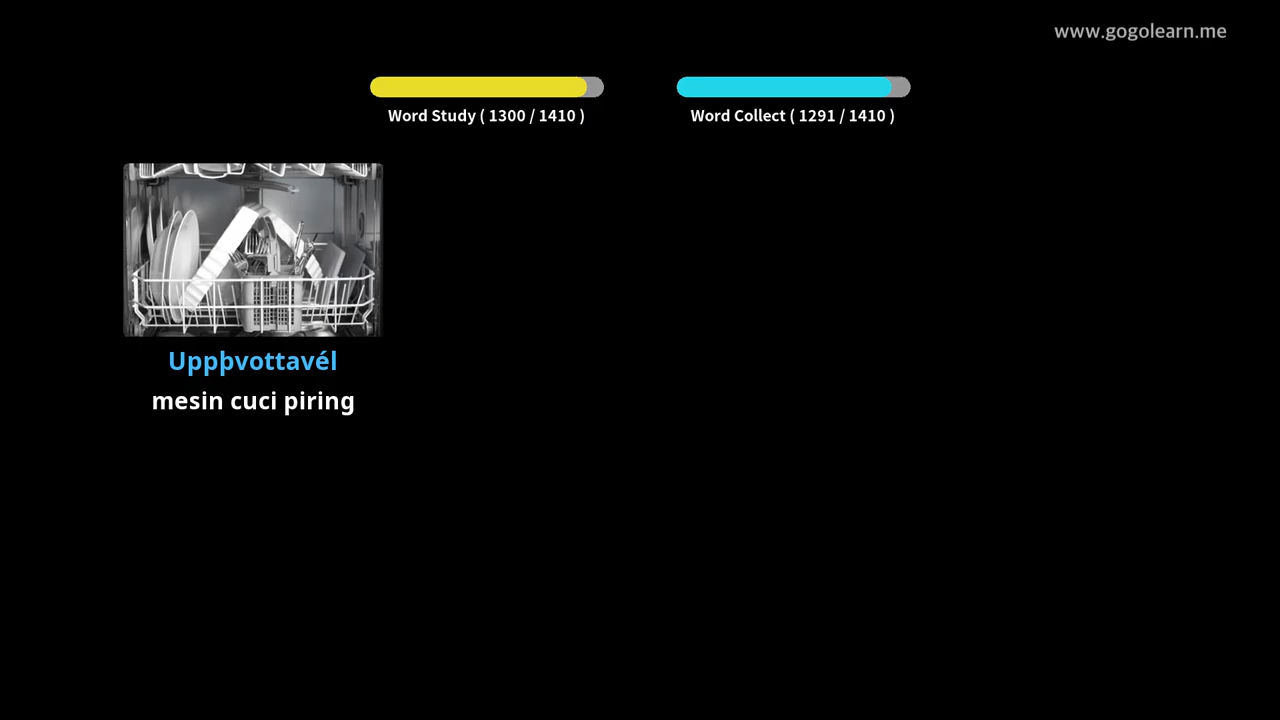 www.gogolearn.me
Word Study ( 1300 / 1410 )
Word Collect ( 1291 / 1410 )
Uppþvottavél
mesin cuci piring